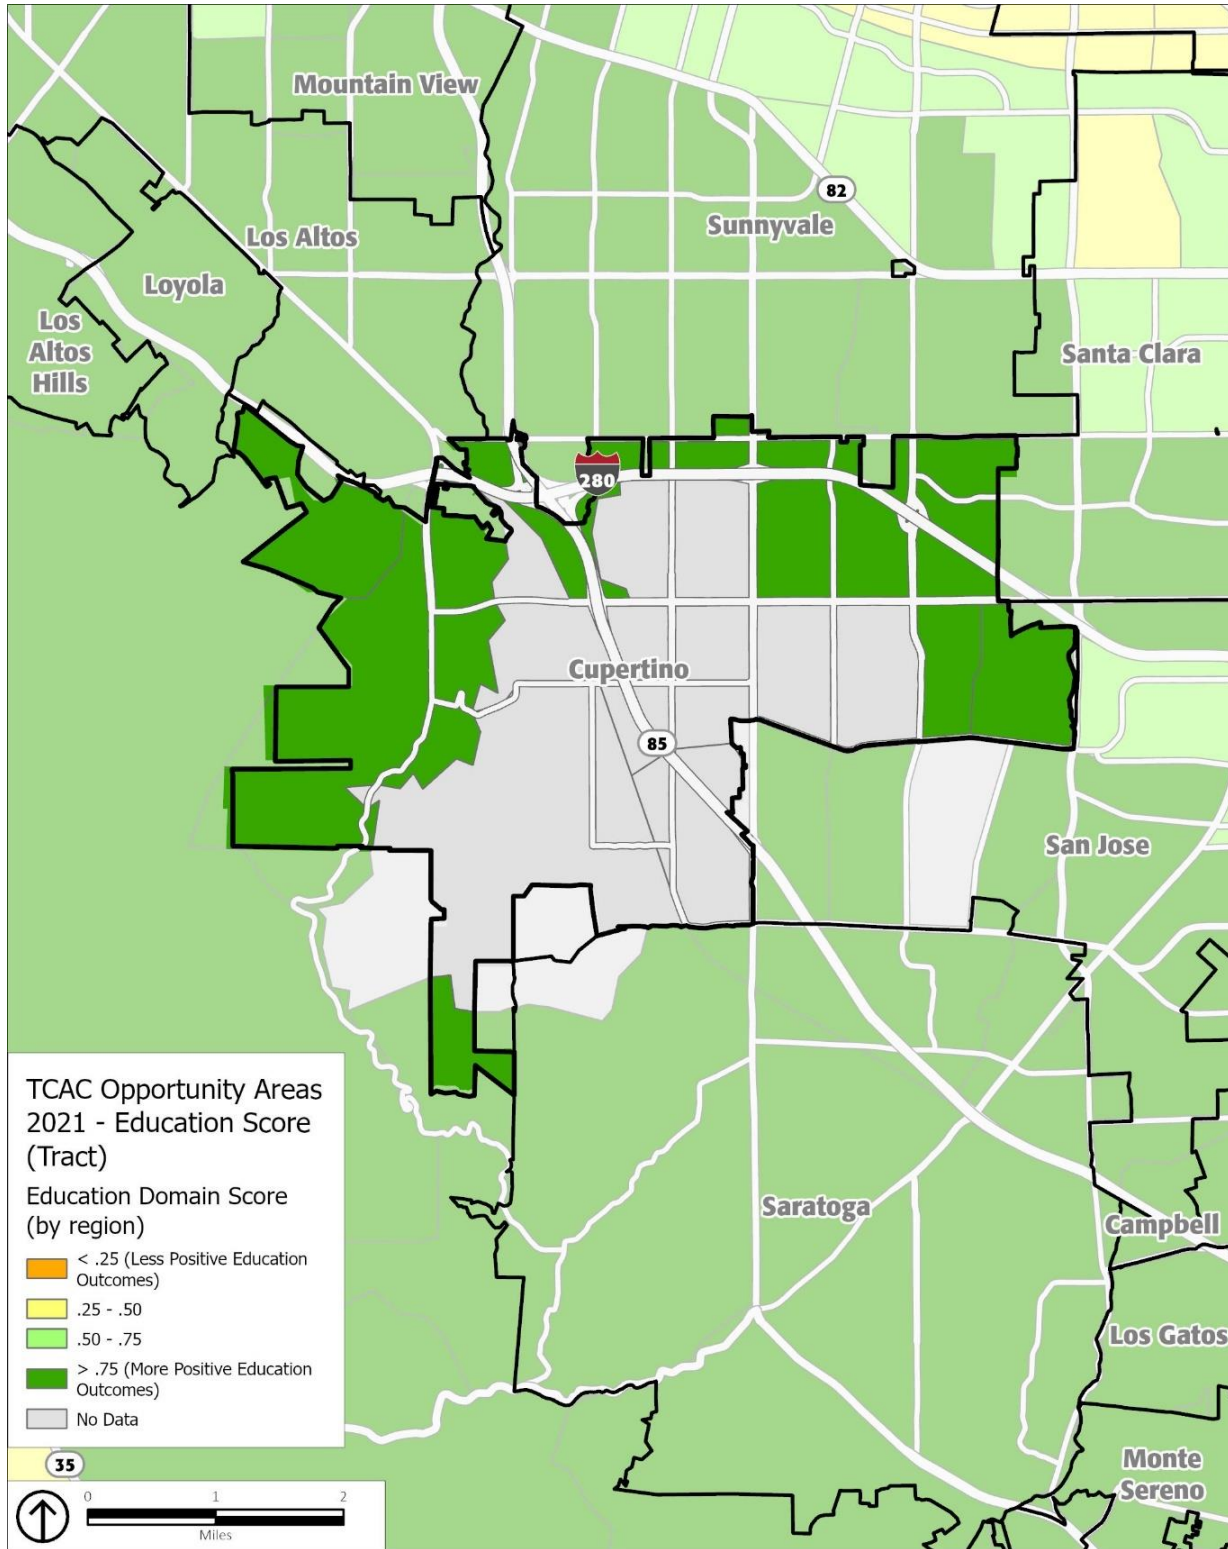 Mountain View
82
Los Altos
Sunnyvale
Loyola
Los
Altos
Hills
Santa Clara
280
Cupertino
85
San Jose
TCAC Opportunity Areas
2021 - Education Score
(Tract)
Education Domain Score
(by region)
< .25 (Less Positive Education
Outcomes)
.25 - .50
.50 - .75
> .75 (More Positive Education
Outcomes)
No Data
Saratoga
Campbell
Los Gatos
Monte
Sereno
35
0 1 2
Miles